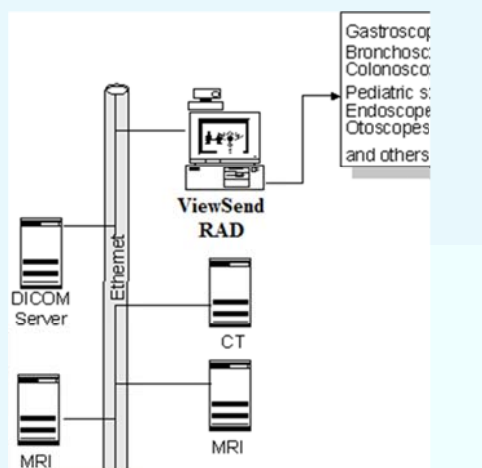 Gastroscop
Bronchosc
Colonosco
Pediatric s
Endoscope
Otoscopes
and others
ViewSend
RAD
Ethernet
DICOM
Server
CT
MRI
MRI